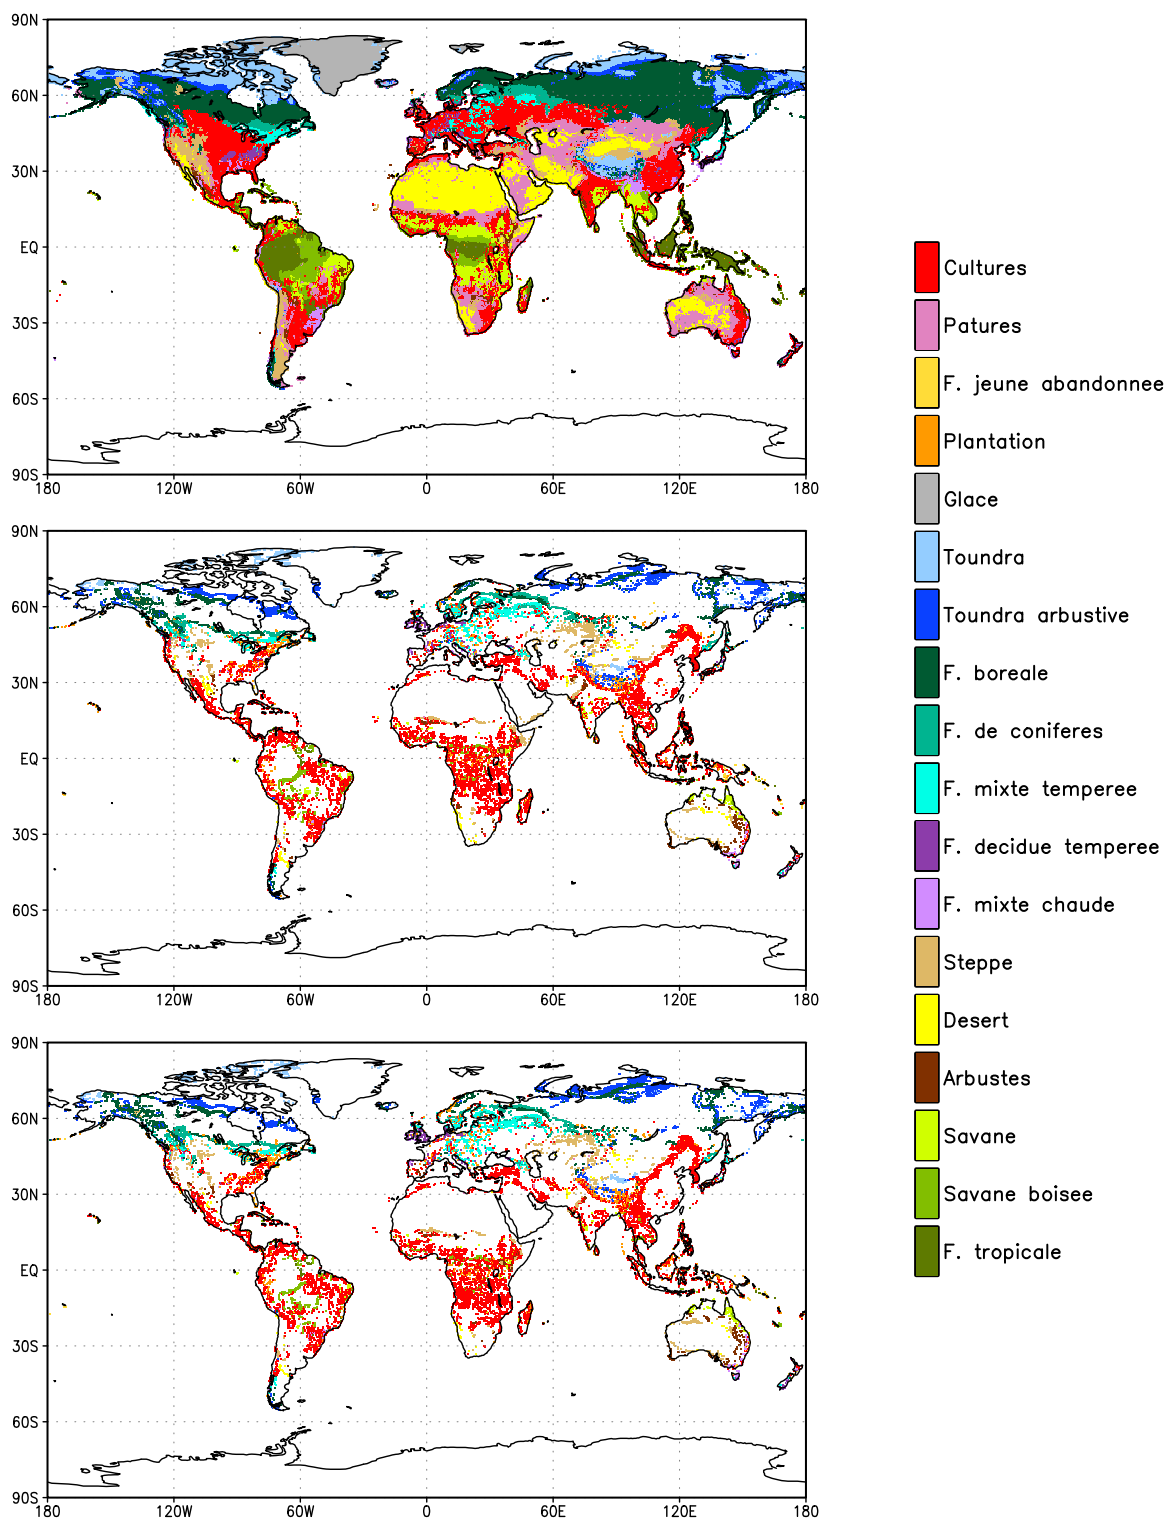 90N
60N
30N
EQ
30S
60S
90S
180 120W 60W 0 60E 120E 180
90N
60N
30N
EQ
30S
60S
90S
180 120W 60W 0 60E 120E 180
90N
60N
30N
EQ
30S
60S
90S
180 120W 60W 0 60E 120E 180
Cultures
Patures
F. jeune abandonnee
Plantation
Glace
Toundra
Toundra arbustive
F. boreale
F. de coniferes
F. mixte temperee
F. decidue temperee
F. mixte chaude
Steppe
Desert
Arbustes
Savane
Savane boisee
F. tropicale